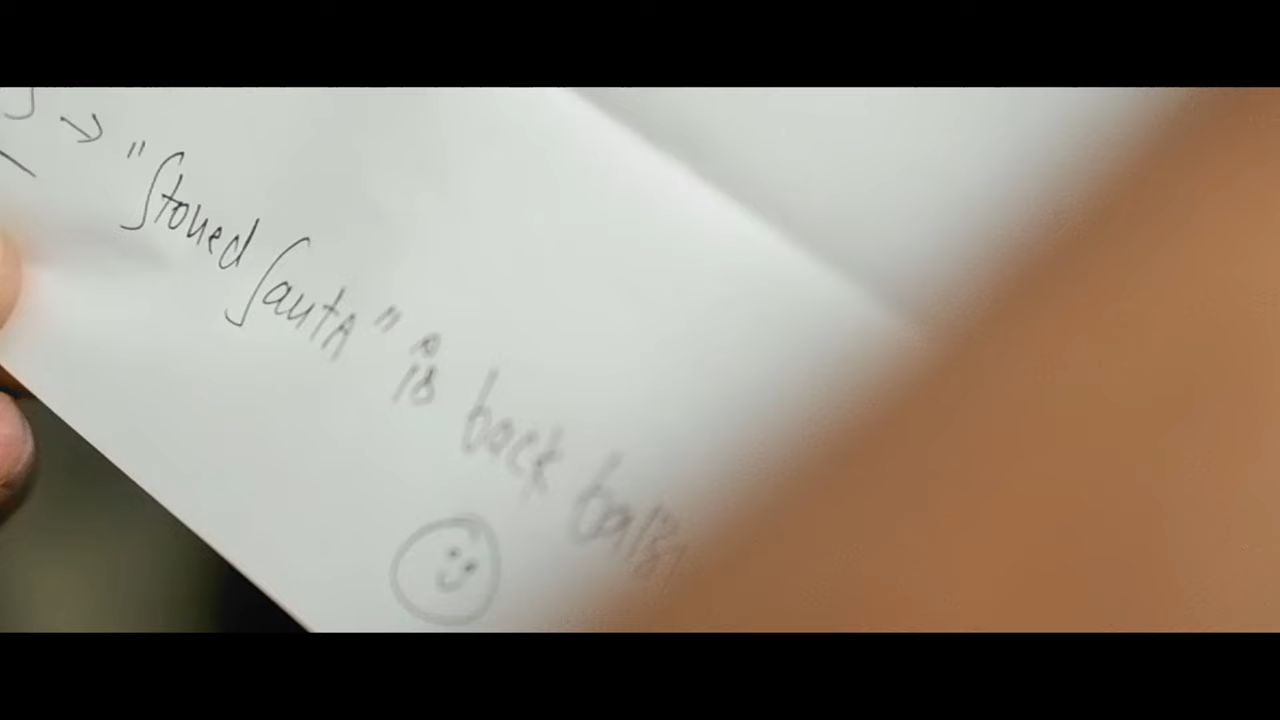 → "Stoned SantA" is back